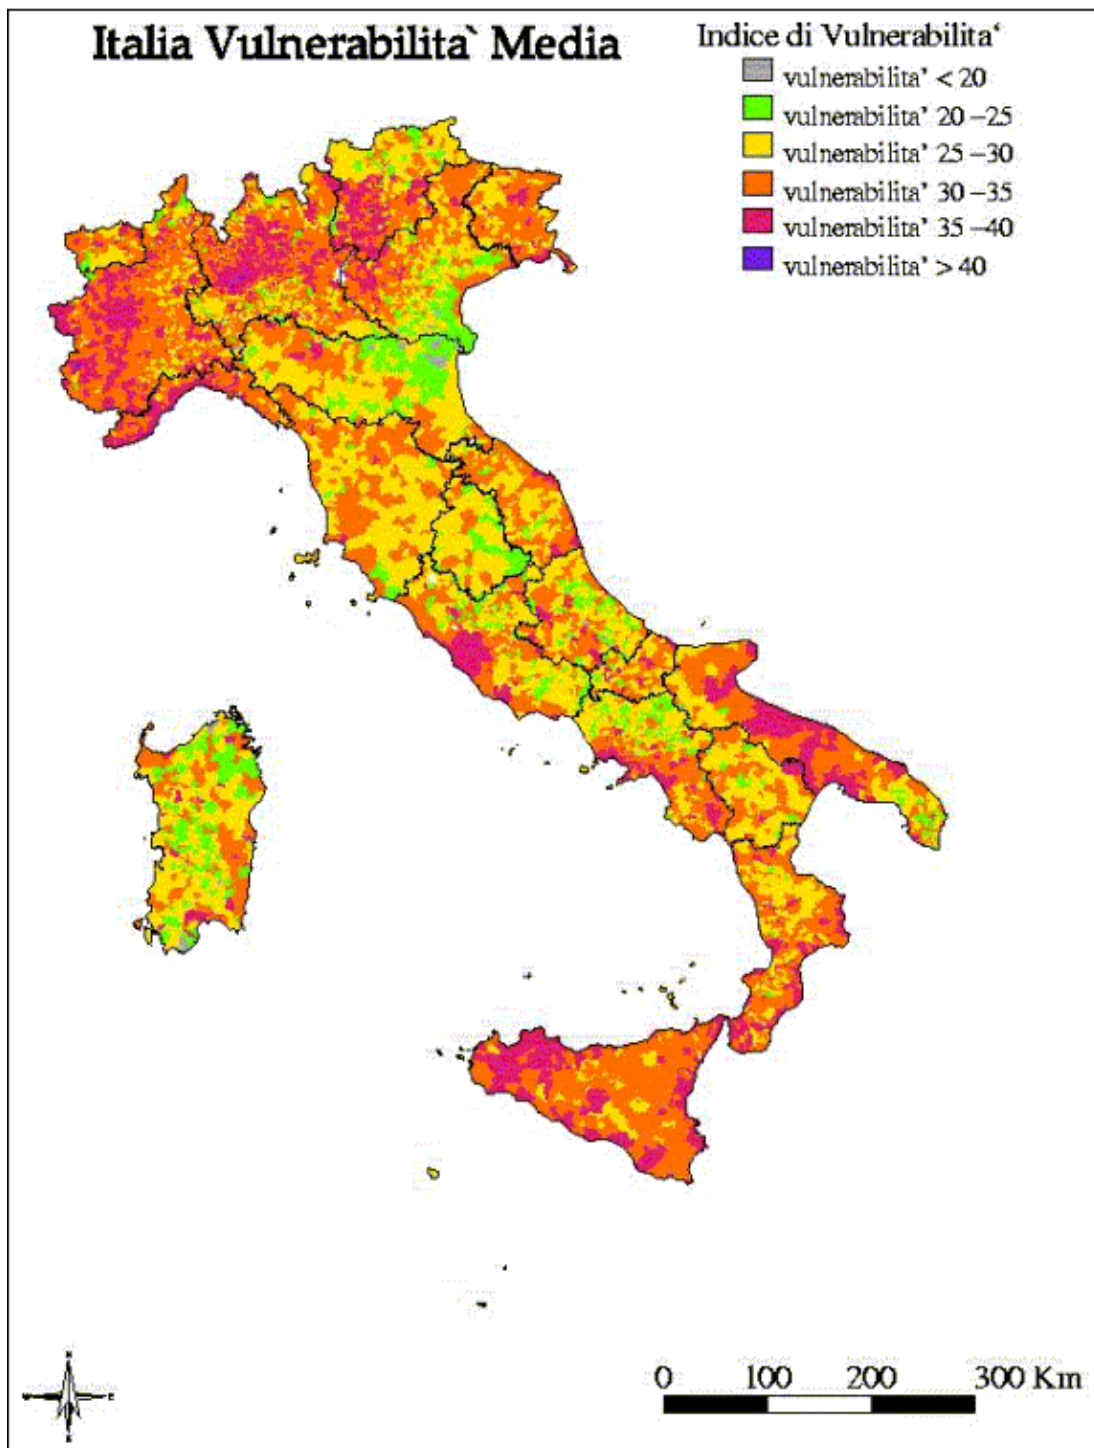 Italia Vulnerabilita` Media
Indice di Vulnerabilita‘
vulnerabilita’ < 20
vulnerabilita’ 20 –25
vulnerabilita’ 25 –30
vulnerabilita’ 30 –35
vulnerabilita’ 35 –40
vulnerabilita’ > 40
N
W E
S
0 100 200 300 Km